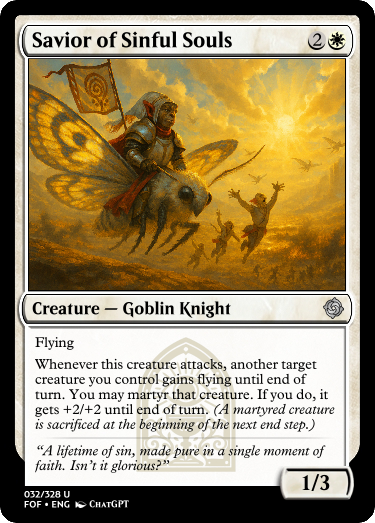 Savior of Sinful Souls 2
Creature — Goblin Knight
Flying
Whenever this creature attacks, another target
creature you control gains flying until end of
turn. You may martyr that creature. If you do, it
gets +2/+2 until end of turn. (A martyred creature
is sacrificed at the beginning of the next end step.)
“A lifetime of sin, made pure in a single moment of
faith. Isn’t it glorious?”
1/3
032/328 U
FOF • ENG ChatGPT